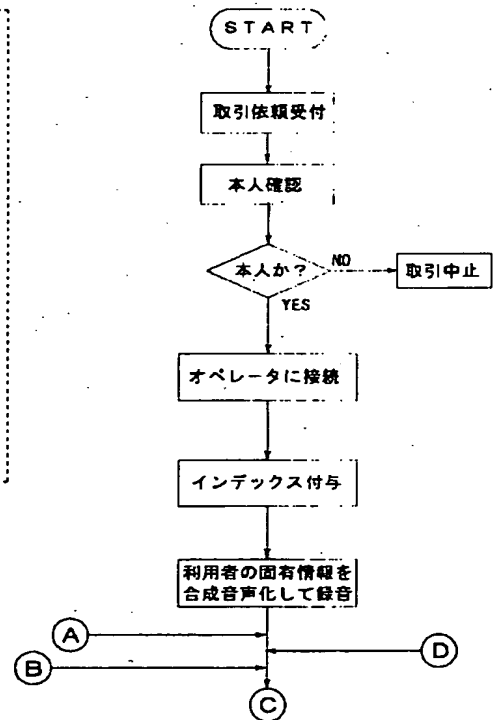 START
取引依頼受付
本人確認
本人か?
NO
取引中止
YES
オペレータに接続
インデックス付与
利用者の固有情報を
合成音声化して録音
A
D
B
C